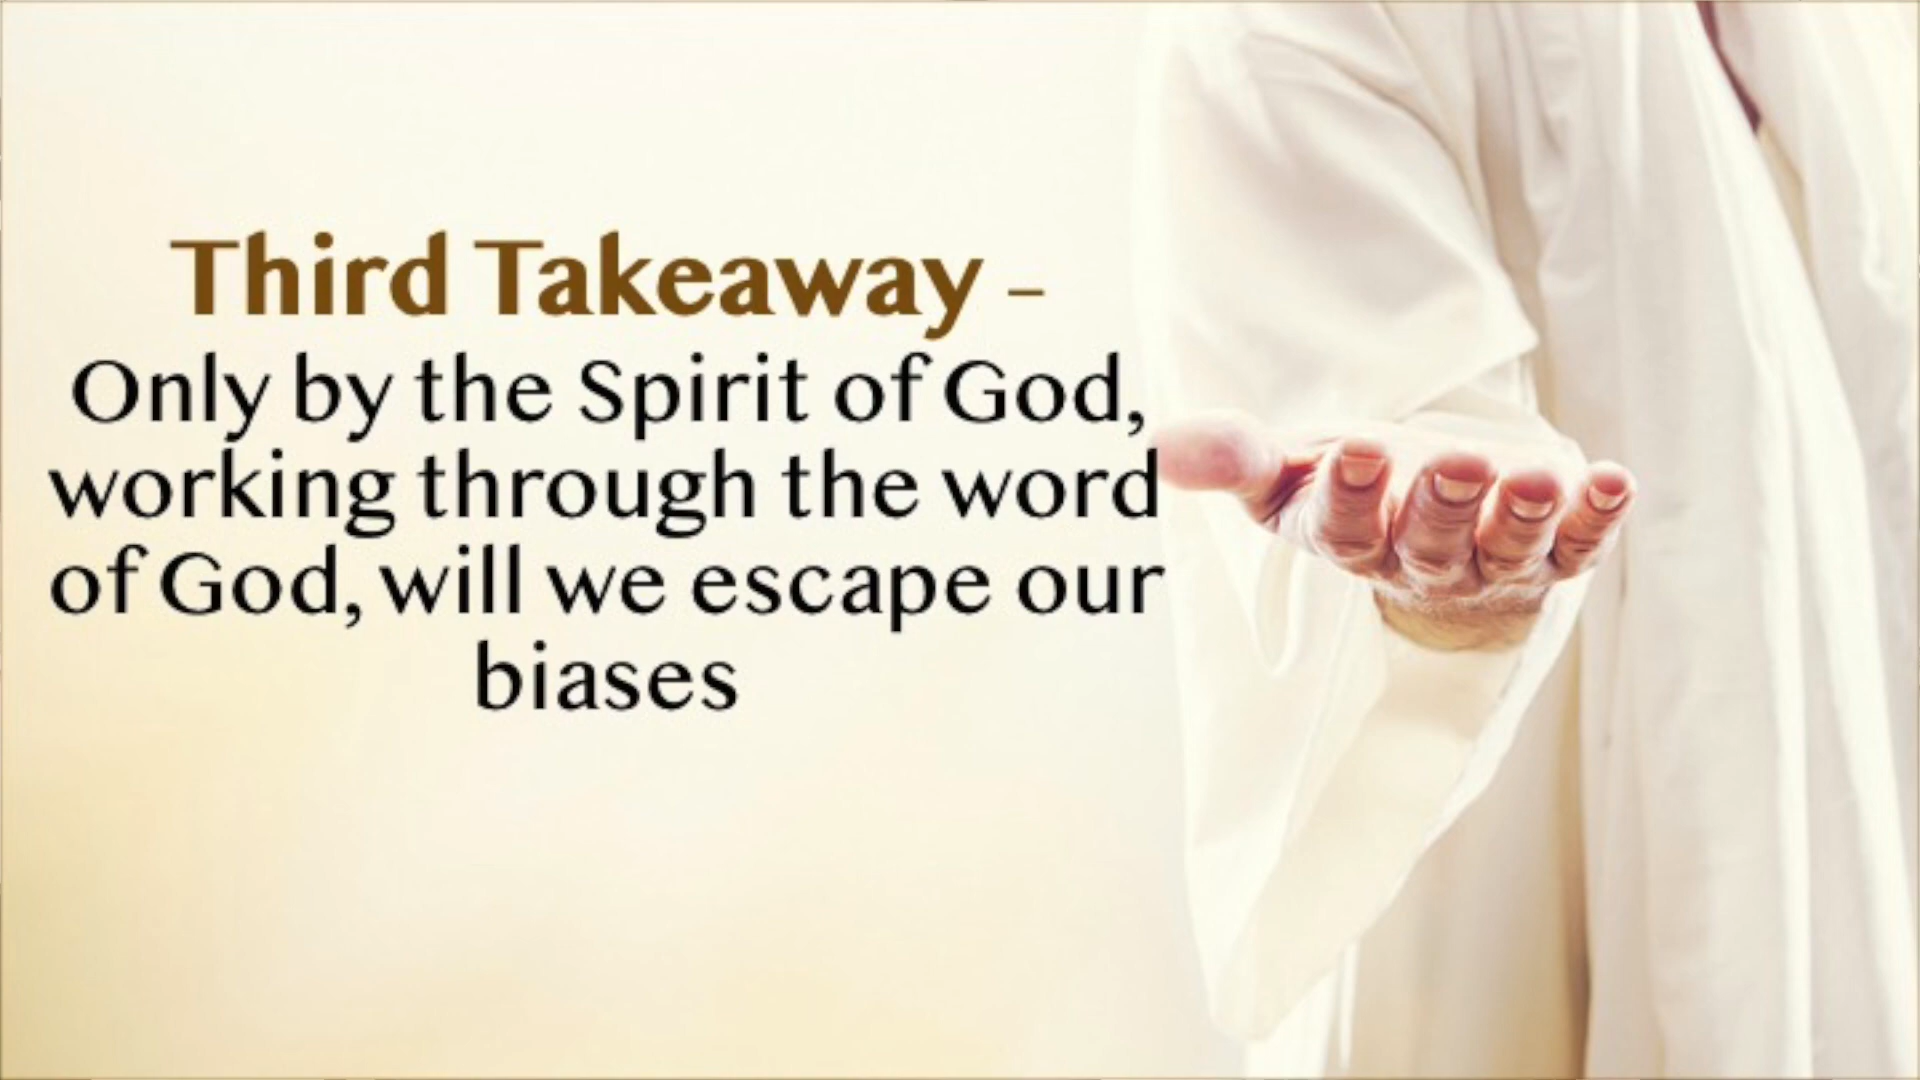 Third Takeaway –
Only by the Spirit of God,
working through the word
of God, will we escape our
biases